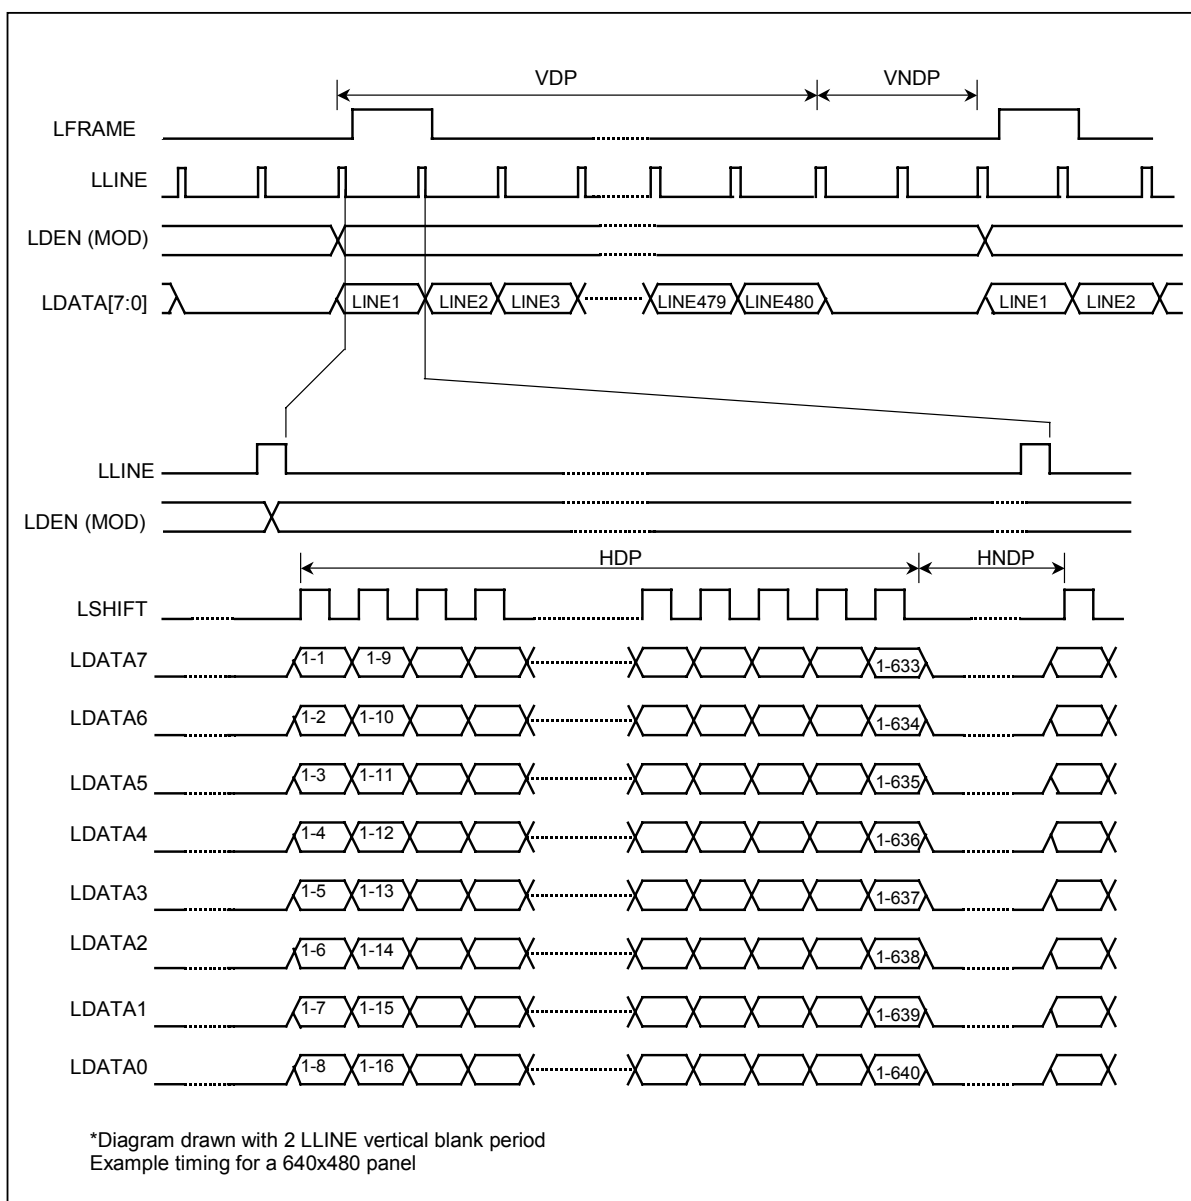 VDP VNDP
LFRAME
LLINE
LDEN (MOD)
LDATA[7:0] LINE1 LINE2 LINE3 LINE479 LINE480 LINE1 LINE2
LLINE
LDEN (MOD)
HDP HNDP
LSHIFT
LDATA7 1-1 1-9 1-633
LDATA6 1-2 1-10 1-634
LDATA5 1-3 1-11 1-635
LDATA4 1-4 1-12 1-636
LDATA3 1-5 1-13 1-637
LDATA2 1-6 1-14 1-638
LDATA1 1-7 1-15 1-639
LDATA0 1-8 1-16 1-640
*Diagram drawn with 2 LLINE vertical blank period
Example timing for a 640x480 panel